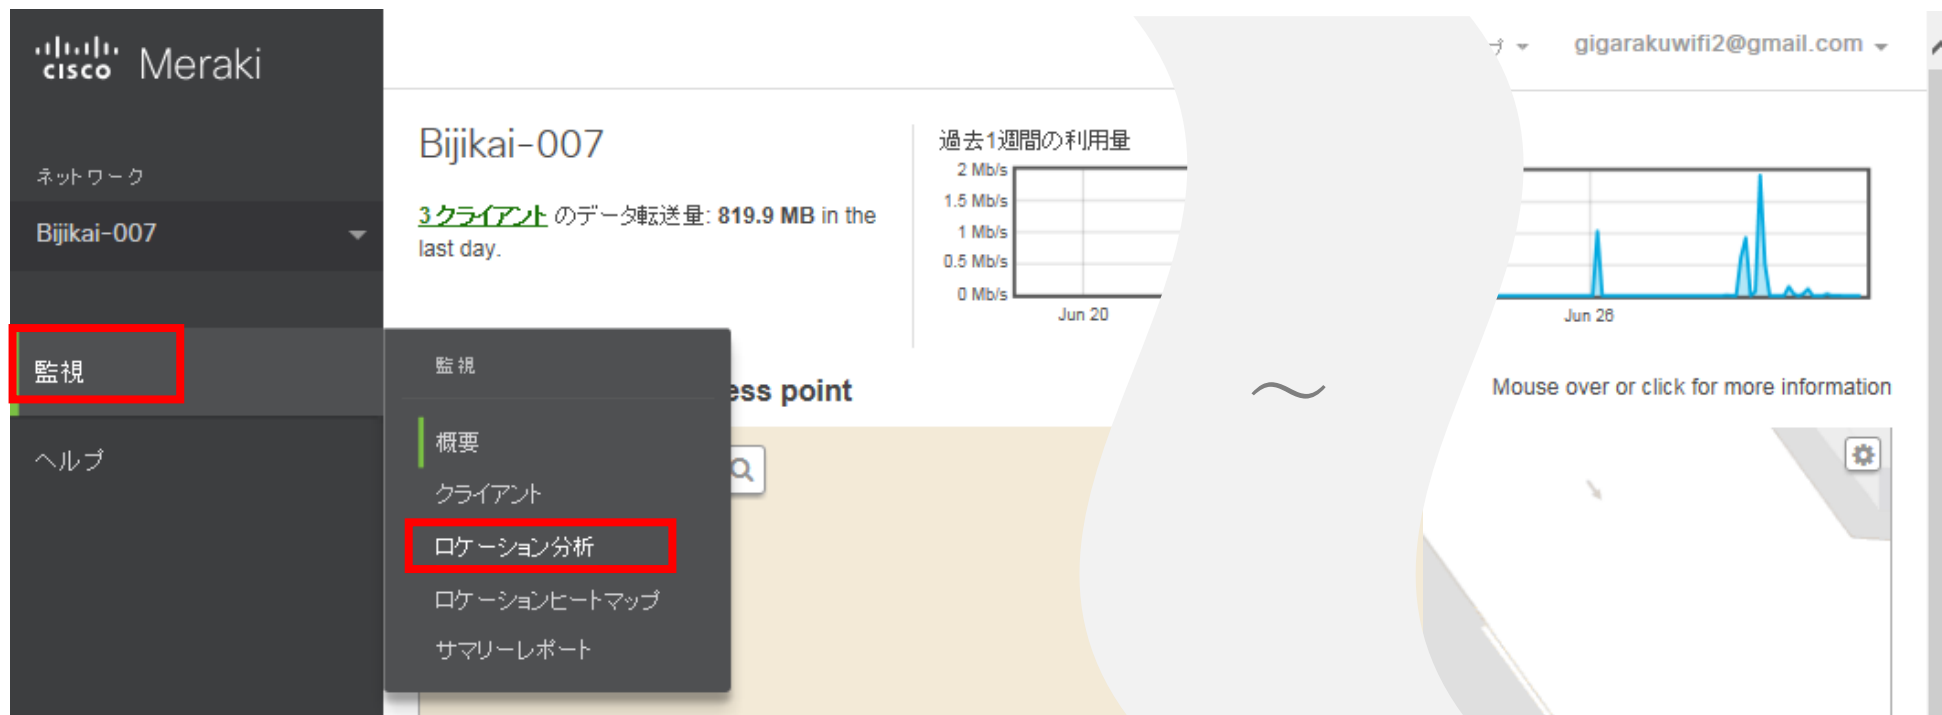 cisco Meraki
ネットワーク
Bijikai-007
監視
ヘルプ
監視
概要
クライアント
ロケーション分析
ロケーションヒートマップ
サマリーレポート
プ
gigarakuwifi2@gmail.com
Bijikai-007
3クライアント のデータ転送量: 819.9 MB in the
last day.
過去1週間の利用量
2 Mb/s
1.5 Mb/s
1 Mb/s
0.5 Mb/s
0 Mb/s
Jun 20
Jun 26
ess point
～
Mouse over or click for more information